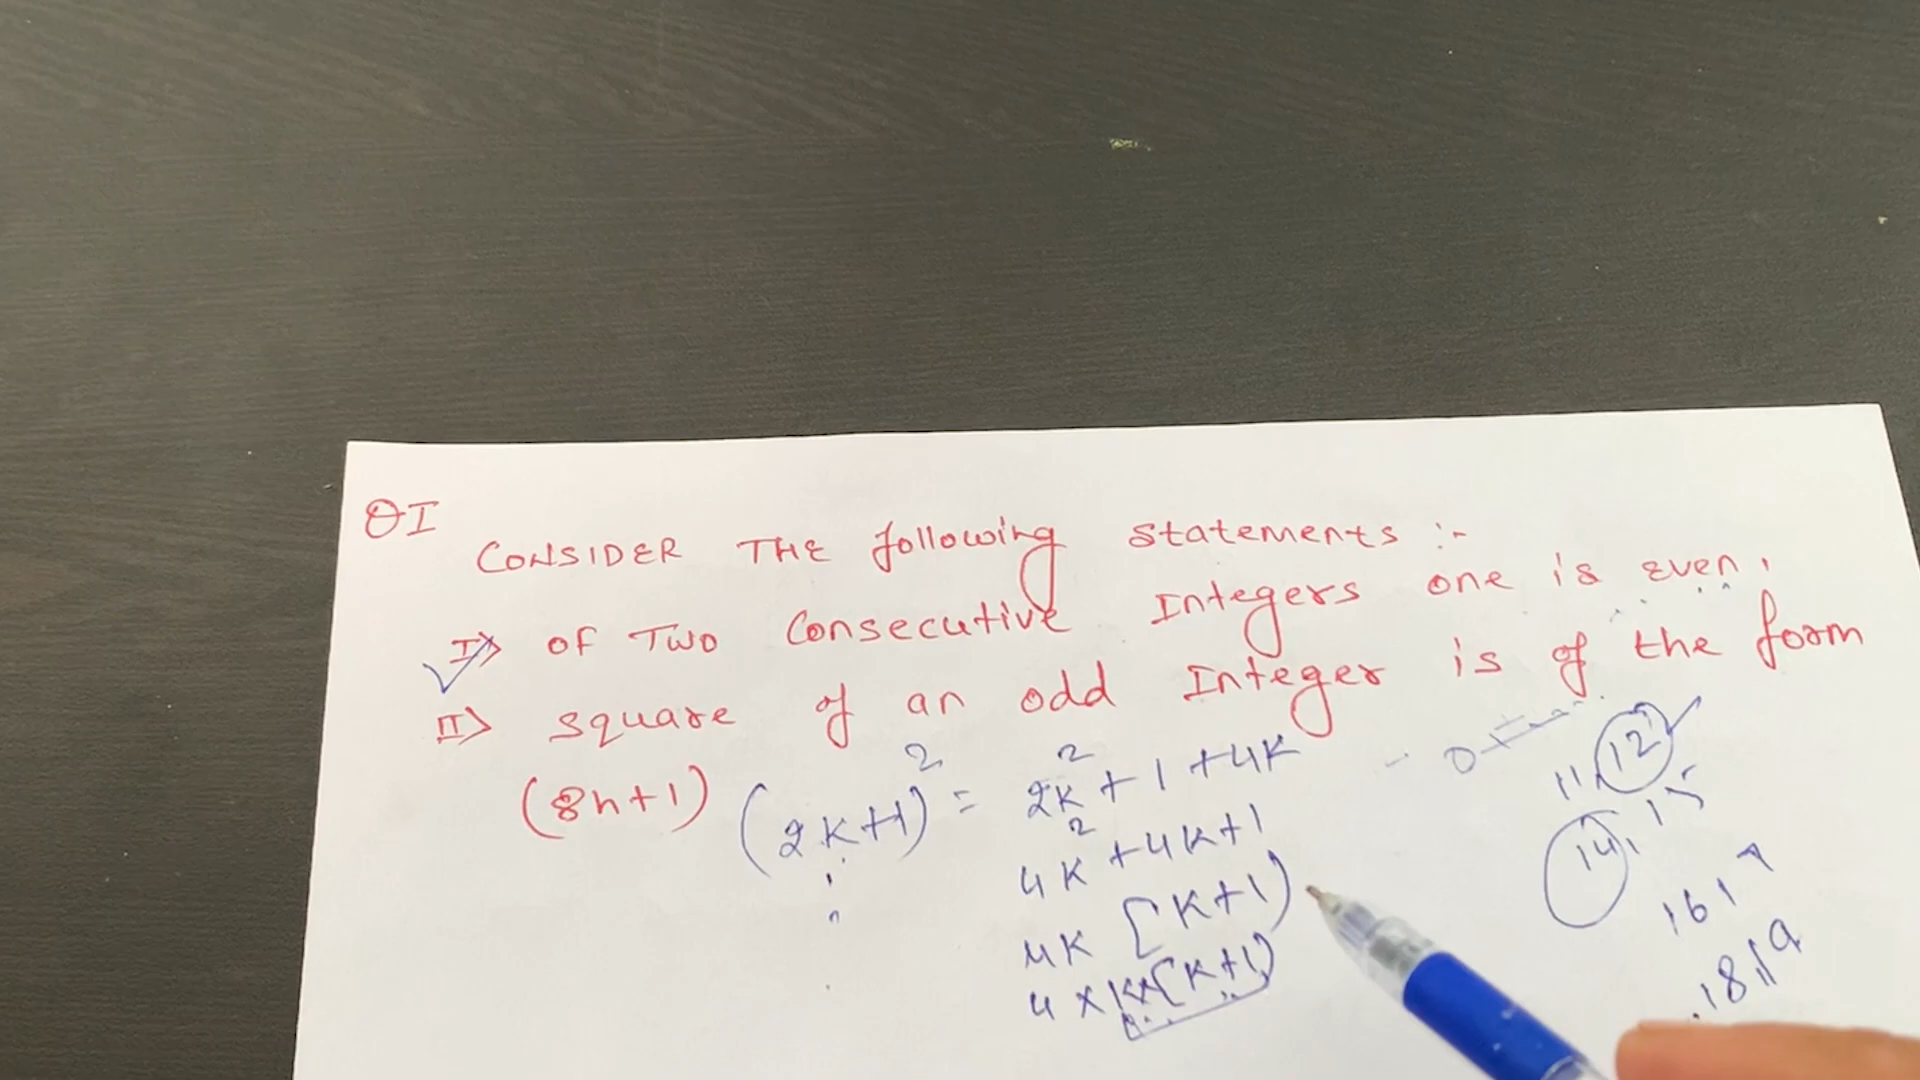 QI
CONSIDER THE following statements :-
I> of Two Consecutive Integers one is even.
II> square of an odd Integer is of the form
(8n+1) (2k+1)² = 2k² + 1 + 4k
4k² + 4k + 1
4k [k+1)
4 × k × [k+1)
11, 12
14, 15
16, 17
18, 19